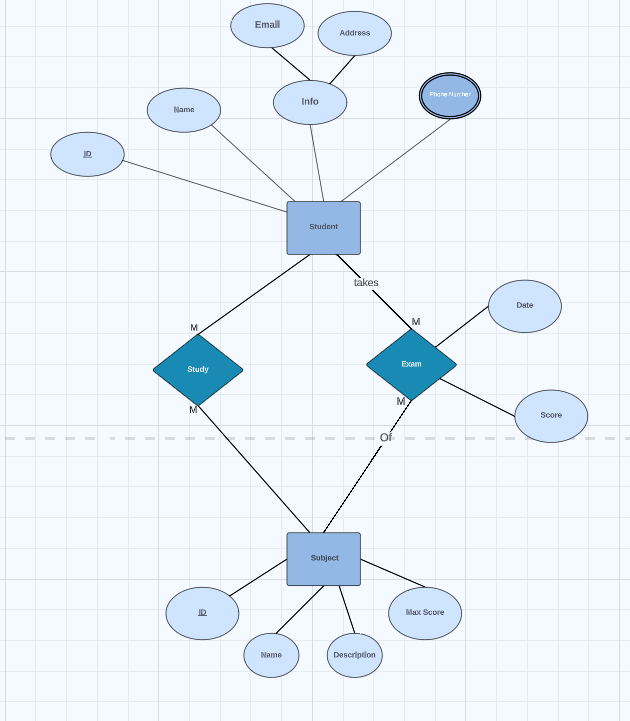 Email
Address
Info
Phone Number
Name
ID
Student
takes
M
M
Date
Study
Exam
M
M
Score
Of
Subject
ID
Max Score
Name
Description